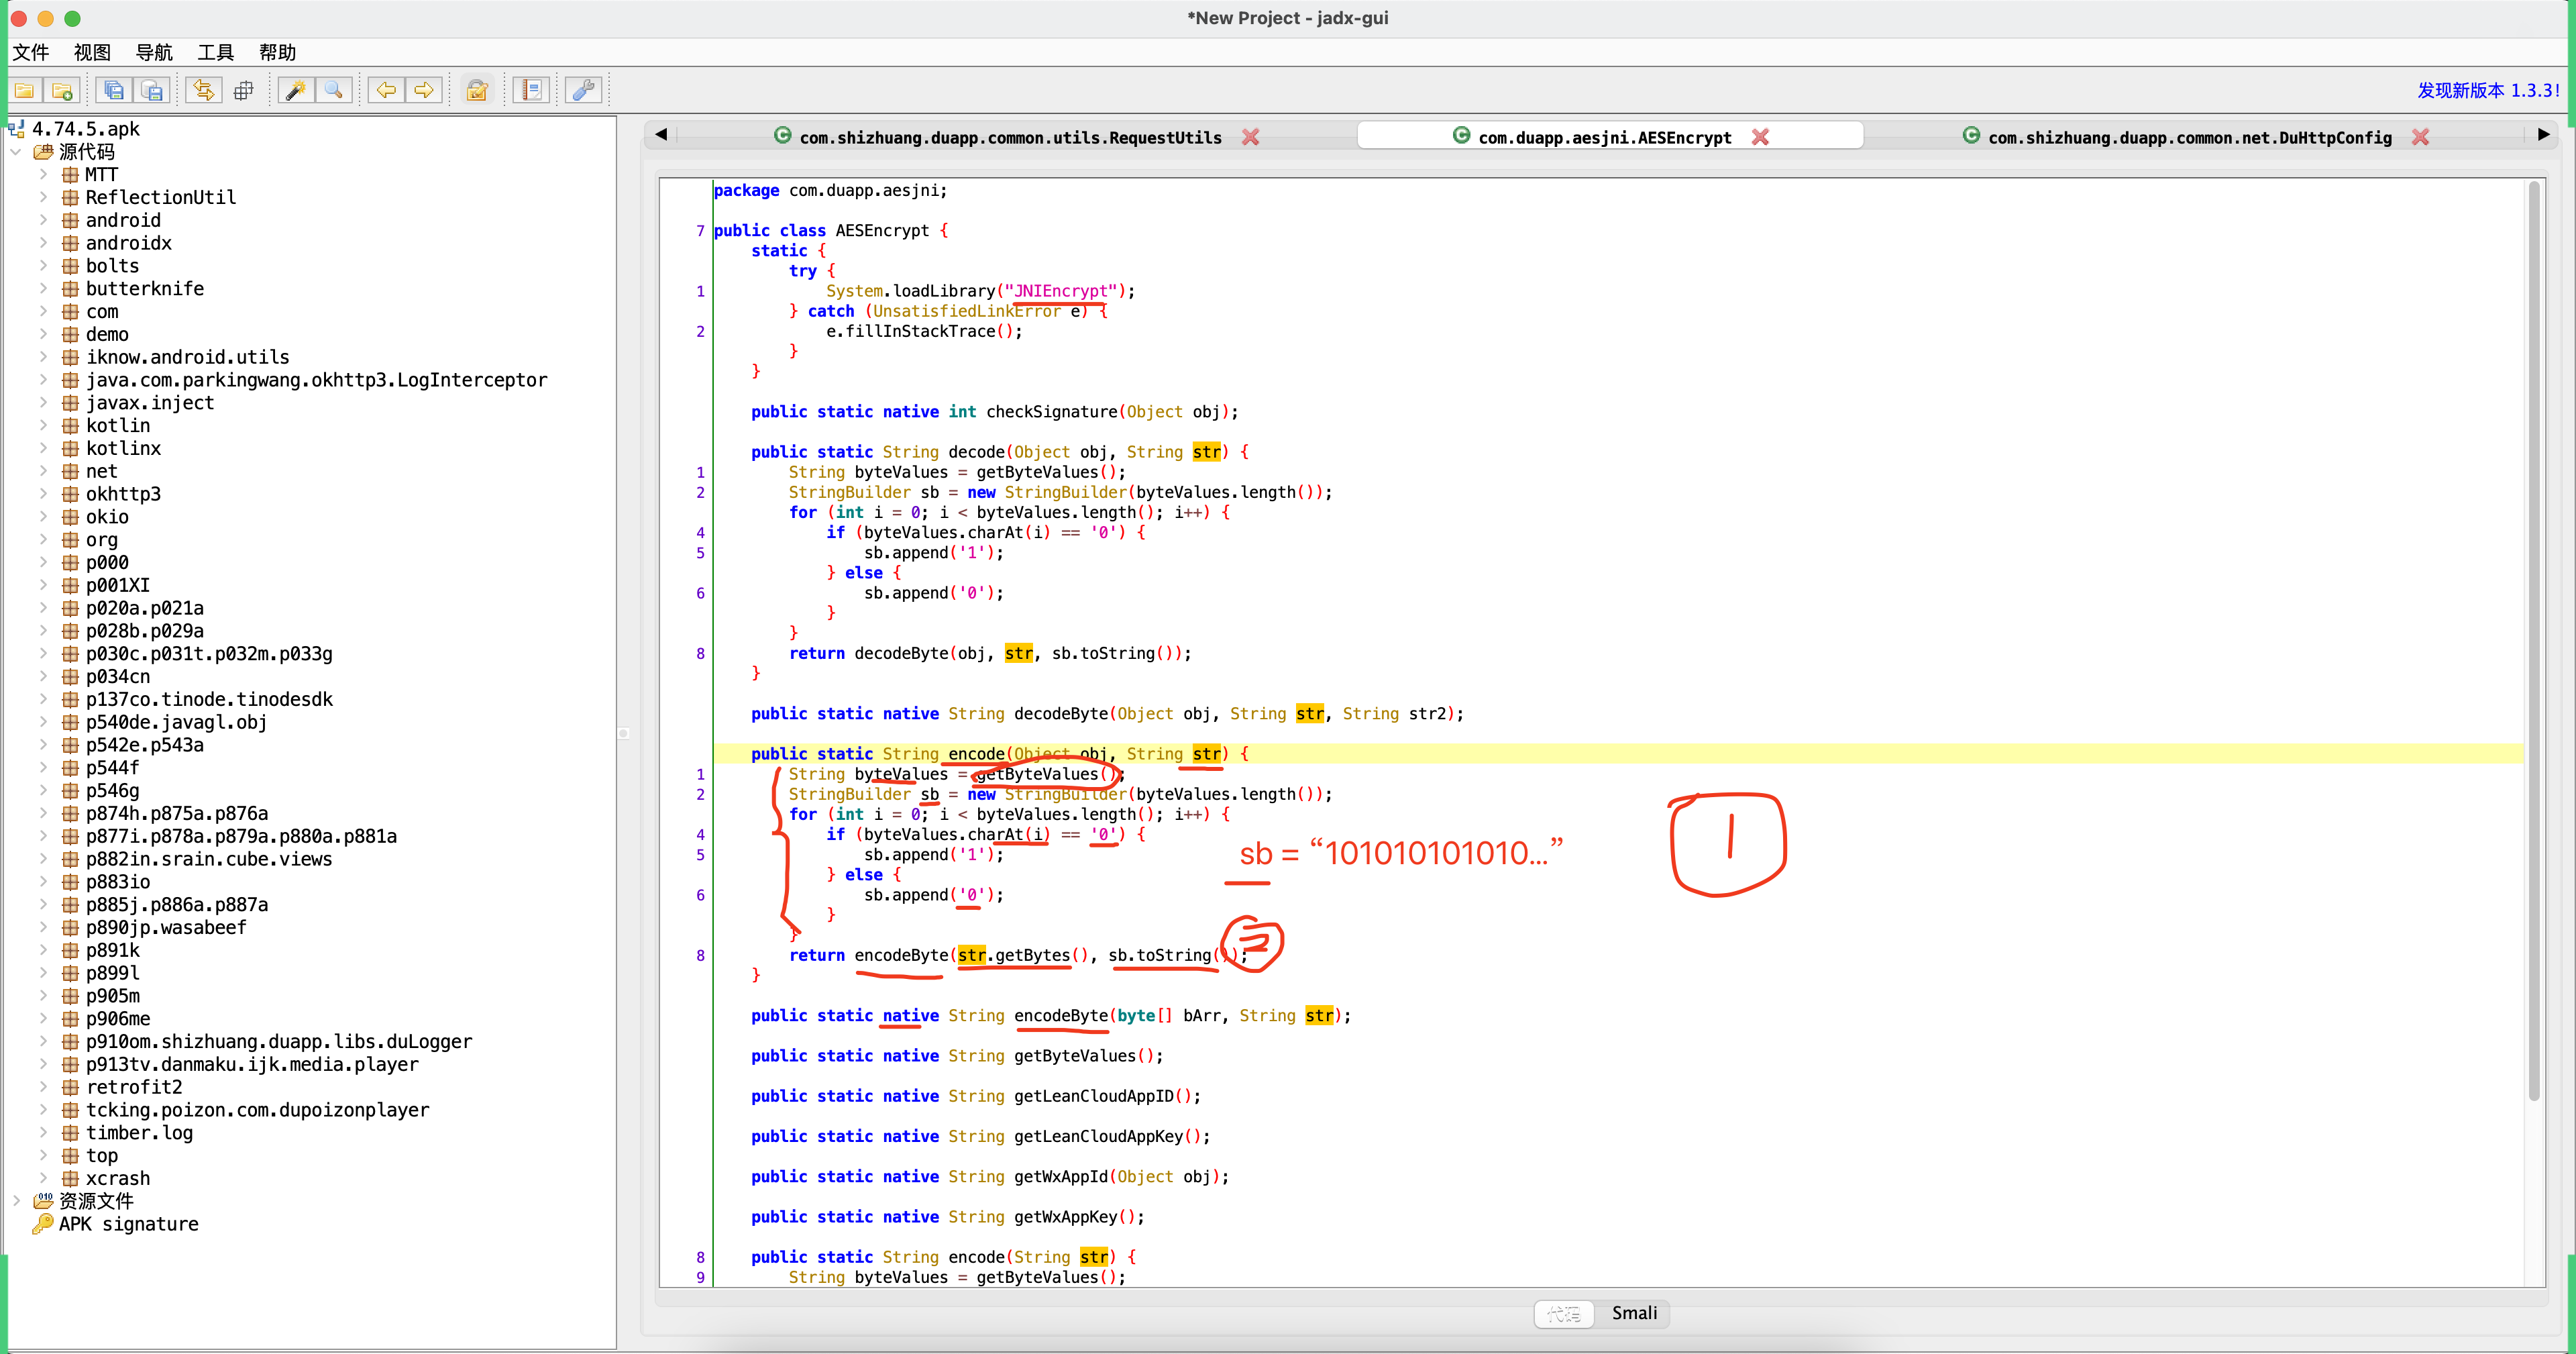 *New Project - jadx-gui
文件 视图 导航 工具 帮助
发现新版本 1.3.3!
4.74.5.apk
源代码
MTT
ReflectionUtil
android
androidx
bolts
butterknife
com
demo
iknow.android.utils
java.com.parkingwang.okhttp3.LogInterceptor
javax.inject
kotlin
kotlinx
net
okhttp3
okio
org
p000
p001XI
p020a.p021a
p028b.p029a
p030c.p031t.p032m.p033g
p034cn
p137co.tinode.tinodesdk
p540de.javagl.obj
p542e.p543a
p544f
p546g
p874h.p875a.p876a
p877i.p878a.p879a.p880a.p881a
p882in.srain.cube.views
p883io
p885j.p886a.p887a
p890jp.wasabeef
p891k
p899l
p905m
p906me
p910om.shizhuang.duapp.libs.duLogger
p913tv.danmaku.ijk.media.player
retrofit2
tcking.poizon.com.dupoizonplayer
timber.log
top
xcrash
资源文件
APK signature
com.shizhuang.duapp.common.utils.RequestUtils com.duapp.aesjni.AESEncrypt com.shizhuang.duapp.common.net.DuHttpConfig
package com.duapp.aesjni;
7 public class AESEncrypt {
static {
try {
1 System.loadLibrary("JNIEncrypt");
} catch (UnsatisfiedLinkError e) {
2 e.fillInStackTrace();
}
}
public static native int checkSignature(Object obj);
public static String decode(Object obj, String str) {
1 String byteValues = getByteValues();
2 StringBuilder sb = new StringBuilder(byteValues.length());
for (int i = 0; i < byteValues.length(); i++) {
4 if (byteValues.charAt(i) == '0') {
5 sb.append('1');
} else {
6 sb.append('0');
}
}
8 return decodeByte(obj, str, sb.toString());
}
public static native String decodeByte(Object obj, String str, String str2);
public static String encode(Object obj, String str) {
1 String byteValues = getByteValues();
2 StringBuilder sb = new StringBuilder(byteValues.length());
for (int i = 0; i < byteValues.length(); i++) {
4 if (byteValues.charAt(i) == '0') {
5 sb.append('1');
sb = “101010101010...”
1
} else {
6 sb.append('0');
}
}
8 return encodeByte(str.getBytes(), sb.toString());
}
public static native String encodeByte(byte[] bArr, String str);
public static native String getByteValues();
public static native String getLeanCloudAppID();
public static native String getLeanCloudAppKey();
public static native String getWxAppId(Object obj);
public static native String getWxAppKey();
8 public static String encode(String str) {
9 String byteValues = getByteValues();
代码 Smali